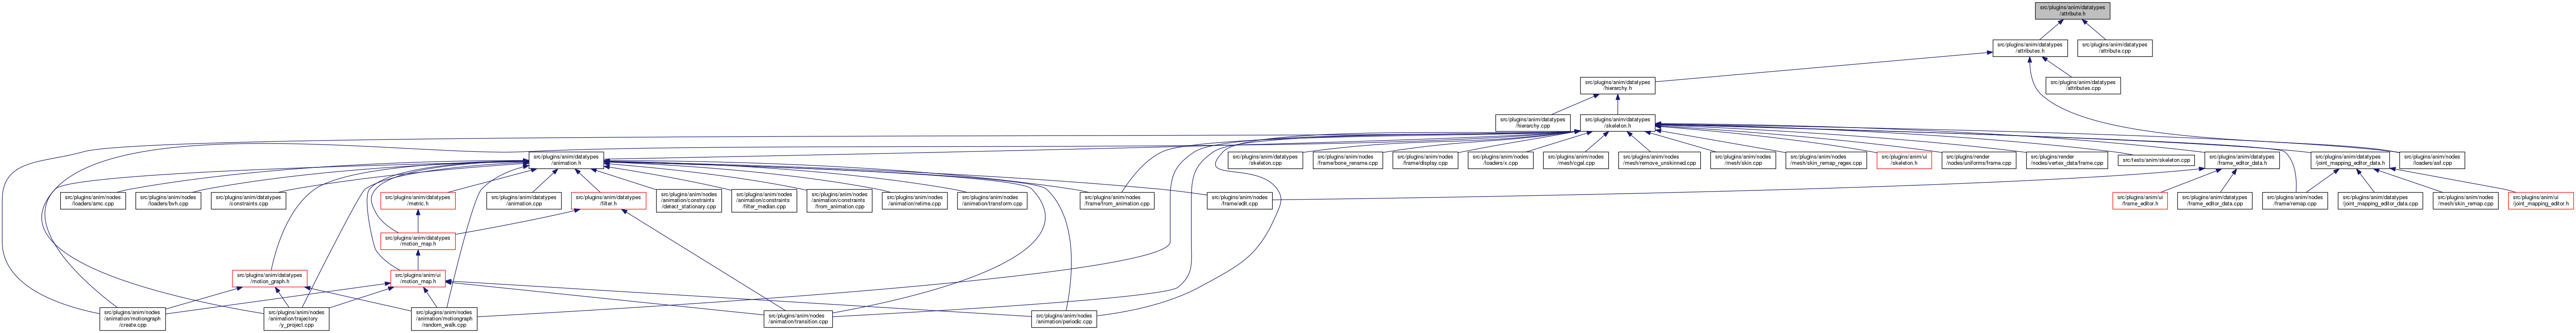 src/plugins/anim/datatypes
/attribute.h
src/plugins/anim/datatypes
/attributes.h
src/plugins/anim/datatypes
/attribute.cpp
src/plugins/anim/datatypes
/hierarchy.h
src/plugins/anim/datatypes
/attributes.cpp
src/plugins/anim/datatypes
/hierarchy.cpp
src/plugins/anim/datatypes
/skeleton.h
src/plugins/anim/datatypes
/animation.h
src/plugins/anim/datatypes
/skeleton.cpp
src/plugins/anim/nodes
/frame/bone_rename.cpp
src/plugins/anim/nodes
/frame/display.cpp
src/plugins/anim/nodes
/loaders/x.cpp
src/plugins/anim/nodes
/mesh/cgal.cpp
src/plugins/anim/nodes
/mesh/remove_unskinned.cpp
src/plugins/anim/nodes
/mesh/skin.cpp
src/plugins/anim/nodes
/mesh/skin_remap_regex.cpp
src/plugins/anim/ui
/skeleton.h
src/plugins/render
/nodes/uniforms/frame.cpp
src/plugins/render
/nodes/vertex_data/frame.cpp
src/tests/anim/skeleton.cpp
src/plugins/anim/datatypes
/frame_editor_data.h
src/plugins/anim/datatypes
/joint_mapping_editor_data.h
src/plugins/anim/nodes
/loaders/asf.cpp
src/plugins/anim/nodes
/loaders/amc.cpp
src/plugins/anim/nodes
/loaders/bvh.cpp
src/plugins/anim/datatypes
/constraints.cpp
src/plugins/anim/datatypes
/metric.h
src/plugins/anim/datatypes
/animation.cpp
src/plugins/anim/datatypes
/filter.h
src/plugins/anim/nodes
/animation/constraints
/detect_stationary.cpp
src/plugins/anim/nodes
/animation/constraints
/filter_median.cpp
src/plugins/anim/nodes
/animation/constraints
/from_animation.cpp
src/plugins/anim/nodes
/animation/retime.cpp
src/plugins/anim/nodes
/animation/transform.cpp
src/plugins/anim/nodes
/frame/from_animation.cpp
src/plugins/anim/nodes
/frame/edit.cpp
src/plugins/anim/ui
/frame_editor.h
src/plugins/anim/datatypes
/frame_editor_data.cpp
src/plugins/anim/nodes
/frame/remap.cpp
src/plugins/anim/datatypes
/joint_mapping_editor_data.cpp
src/plugins/anim/nodes
/mesh/skin_remap.cpp
src/plugins/anim/ui
/joint_mapping_editor.h
src/plugins/anim/datatypes
/motion_map.h
src/plugins/anim/datatypes
/motion_graph.h
src/plugins/anim/ui
/motion_map.h
src/plugins/anim/nodes
/animation/motiongraph
/create.cpp
src/plugins/anim/nodes
/animation/trajectory
/y_project.cpp
src/plugins/anim/nodes
/animation/motiongraph
/random_walk.cpp
src/plugins/anim/nodes
/animation/transition.cpp
src/plugins/anim/nodes
/animation/periodic.cpp